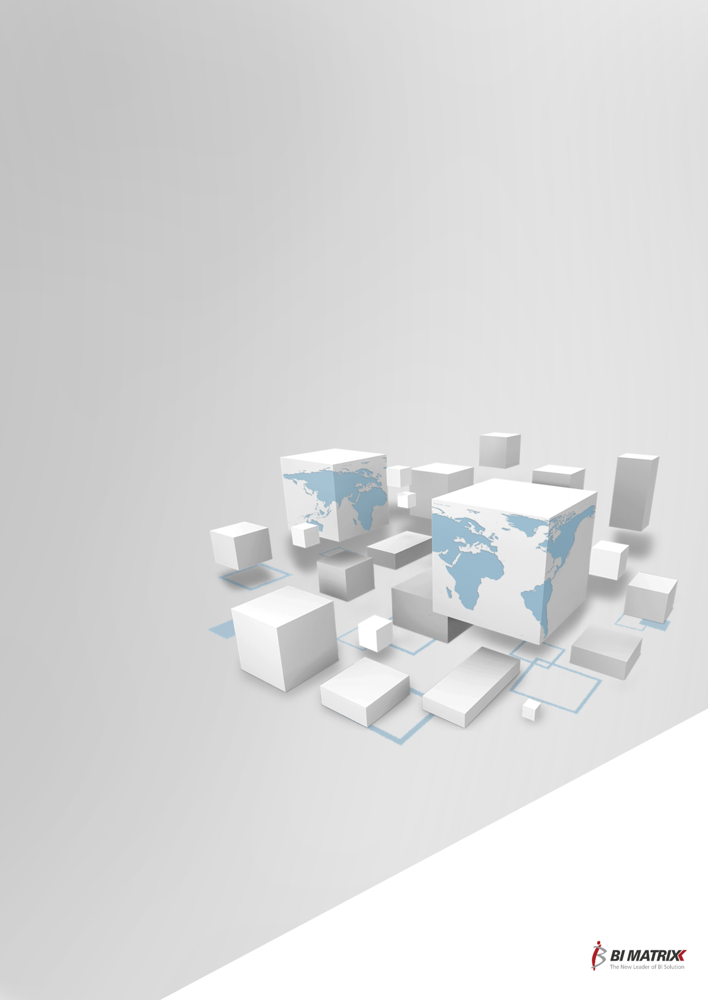 BI MATRIX
The New Leader of BI Solution